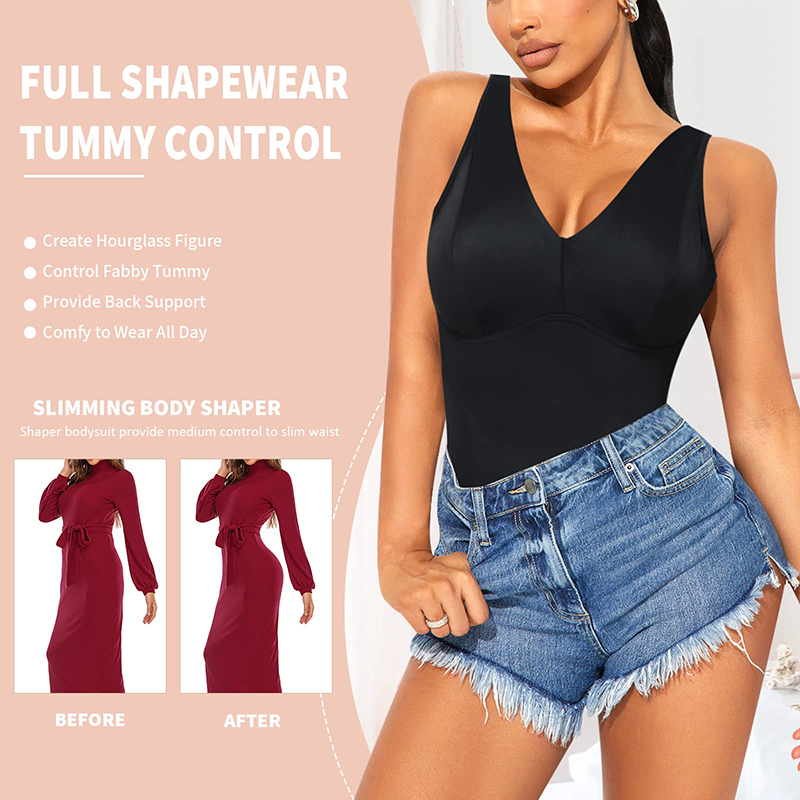 FULL SHAPEWEAR
TUMMY CONTROL
Create Hourglass Figure
Control Fabby Tummy
Provide Back Support
Comfy to Wear All Day
SLIMMING BODY SHAPER
Shaper bodysuit provide medium control to slim waist
BEFORE
AFTER